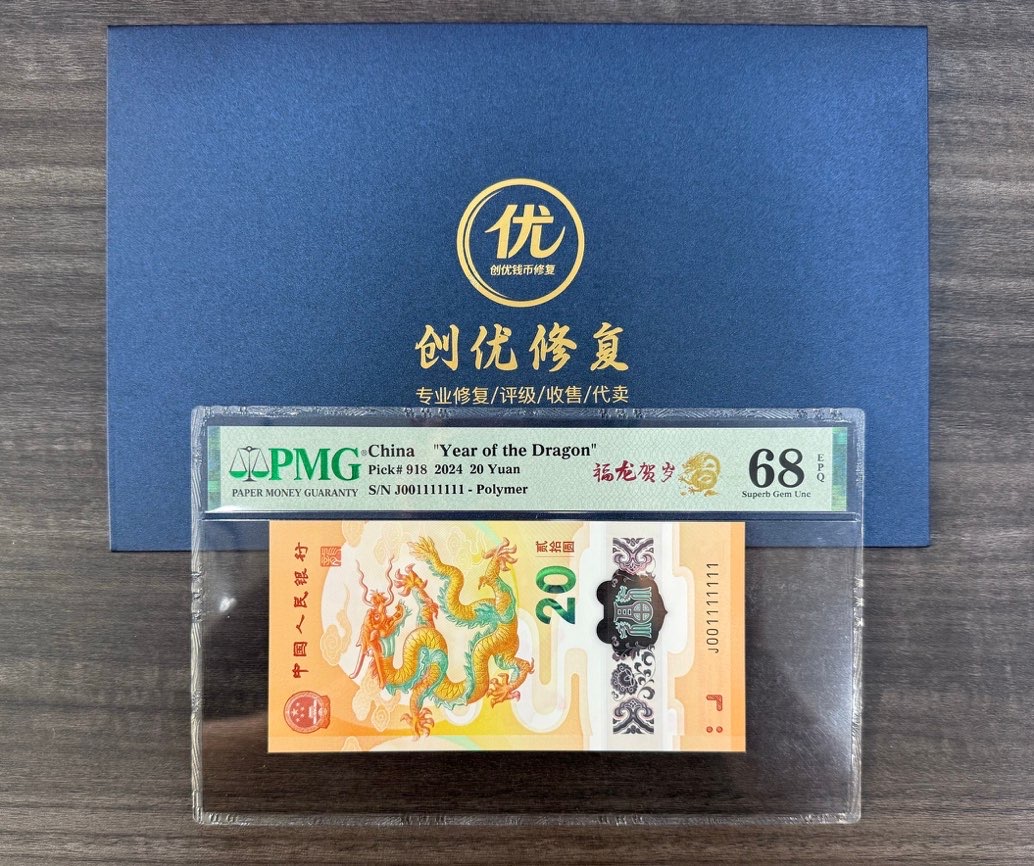 优
创优钱币修复
创优修复
专业修复/评级/收售/代卖
PMG
PAPER MONEY GUARANTY
China "Year of the Dragon"
Pick# 918 2024 20 Yuan
S/N J001111111 - Polymer
福龙贺岁
68
EPQ
Superb Gem Unc
中国人民银行
贰拾圆
20
福
J001111111